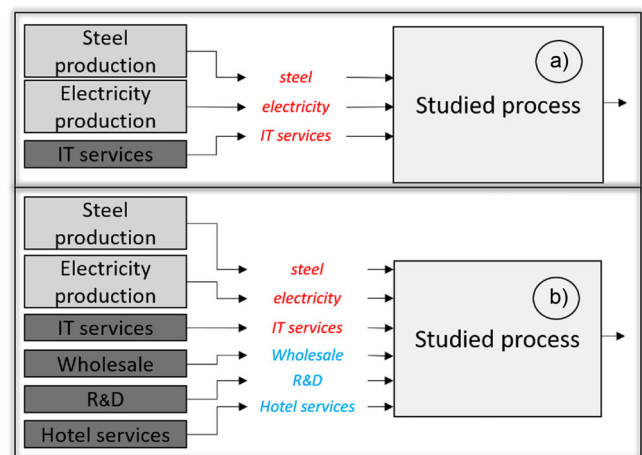 Steel
production
steel
a)
Electricity
production
electricity
Studied process
IT services
IT services
Steel
production
steel
Electricity
production
electricity
b)
IT services
IT services
Studied process
Wholesale
Wholesale
R&D
R&D
Hotel services
Hotel services